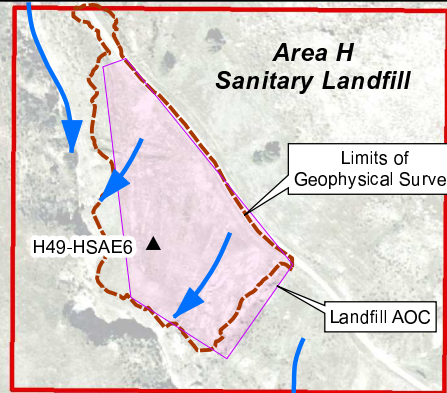 Area H
Sanitary Landfill
Limits of
Geophysical Surve
H49-HSAE6
Landfill AOC